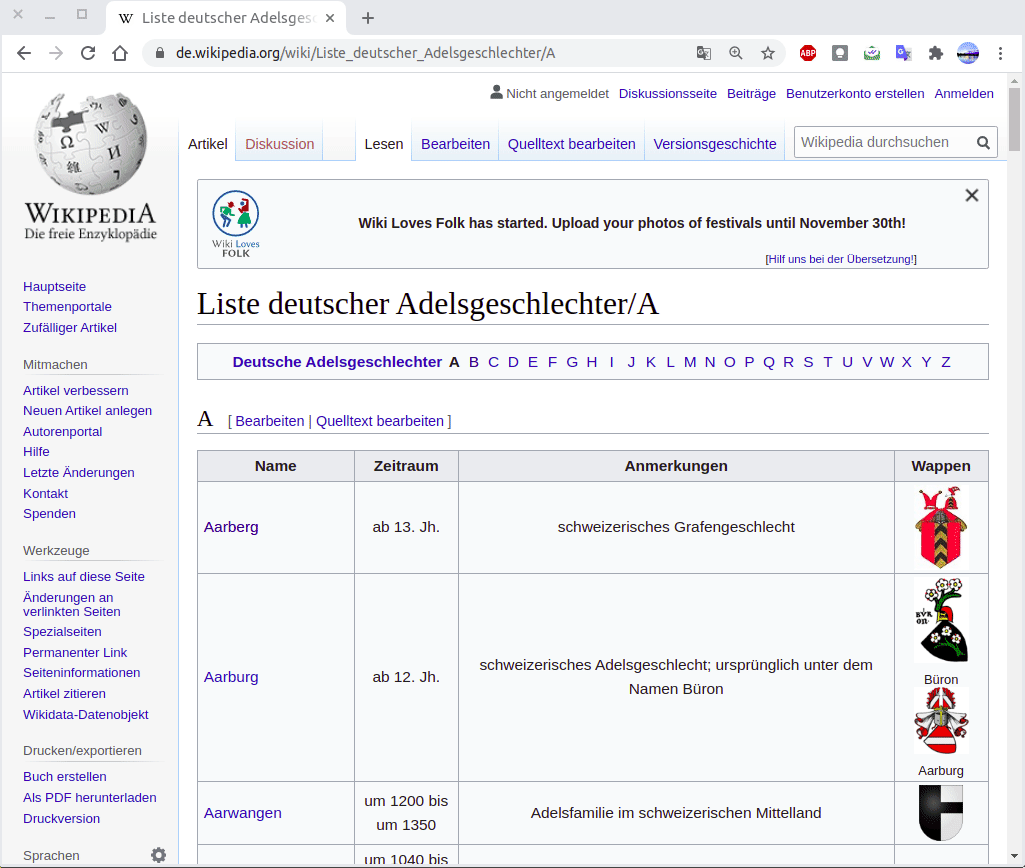 Liste deutscher Adelsges
de.wikipedia.org/wiki/Liste_deutscher_Adelsgeschlechter/A
ABP
Nicht angemeldet Diskussionsseite Beiträge Benutzerkonto erstellen Anmelden
WIKIPEDIA
Die freie Enzyklopädie
Artikel Diskussion Lesen Bearbeiten Quelltext bearbeiten Versionsgeschichte Wikipedia durchsuchen
Hauptseite
Themenportale
Zufälliger Artikel
Mitmachen
Artikel verbessern
Neuen Artikel anlegen
Autorenportal
Hilfe
Letzte Änderungen
Kontakt
Spenden
Werkzeuge
Links auf diese Seite
Änderungen an
verlinkten Seiten
Spezialseiten
Permanenter Link
Seiteninformationen
Artikel zitieren
Wikidata-Datenobjekt
Drucken/exportieren
Buch erstellen
Als PDF herunterladen
Druckversion
Sprachen
Wiki Loves
FOLK
Wiki Loves Folk has started. Upload your photos of festivals until November 30th!
[Hilf uns bei der Übersetzung!]
Liste deutscher Adelsgeschlechter/A
Deutsche Adelsgeschlechter A B C D E F G H I J K L M N O P Q R S T U V W X Y Z
A [ Bearbeiten | Quelltext bearbeiten ]
Name Zeitraum Anmerkungen Wappen
Aarberg ab 13. Jh. schweizerisches Grafengeschlecht
Aarburg ab 12. Jh. schweizerisches Adelsgeschlecht; ursprünglich unter dem
Namen Büron
BVR
ON
Büron
Aarburg
Aarwangen um 1200 bis
um 1350 Adelsfamilie im schweizerischen Mittelland
um 1040 bis